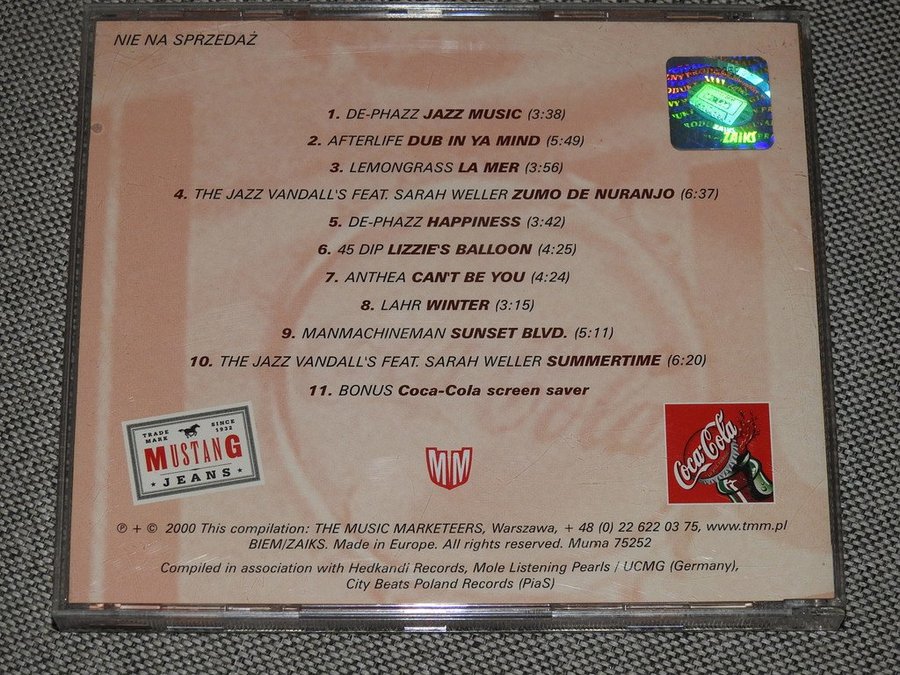 NIE NA SPRZEDAŻ
ZAIKS
1. DE-PHAZZ JAZZ MUSIC (3:38)
2. AFTERLIFE DUB IN YA MIND (5:49)
3. LEMONGRASS LA MER (3:56)
4. THE JAZZ VANDALL'S FEAT. SARAH WELLER ZUMO DE NURANJO (6:37)
5. DE-PHAZZ HAPPINESS (3:42)
6. 45 DIP LIZZIE'S BALLOON (4:25)
7. ANTHEA CAN'T BE YOU (4:24)
8. LAHR WINTER (3:15)
9. MANMACHINEMAN SUNSET BLVD. (5:11)
10. THE JAZZ VANDALL'S FEAT. SARAH WELLER SUMMERTIME (6:20)
11. BONUS Coca-Cola screen saver
TRADE MARK SINCE 1932
MUSTANG
JEANS
MM
Coca-Cola
℗ + © 2000 This compilation: THE MUSIC MARKETEERS, Warszawa, + 48 (0) 22 622 03 75, www.tmm.pl
BIEM/ZAIKS. Made in Europe. All rights reserved. Muma 75252
Compiled in association with Hedkandi Records, Mole Listening Pearls / UCMG (Germany),
City Beats Poland Records (PiaS)